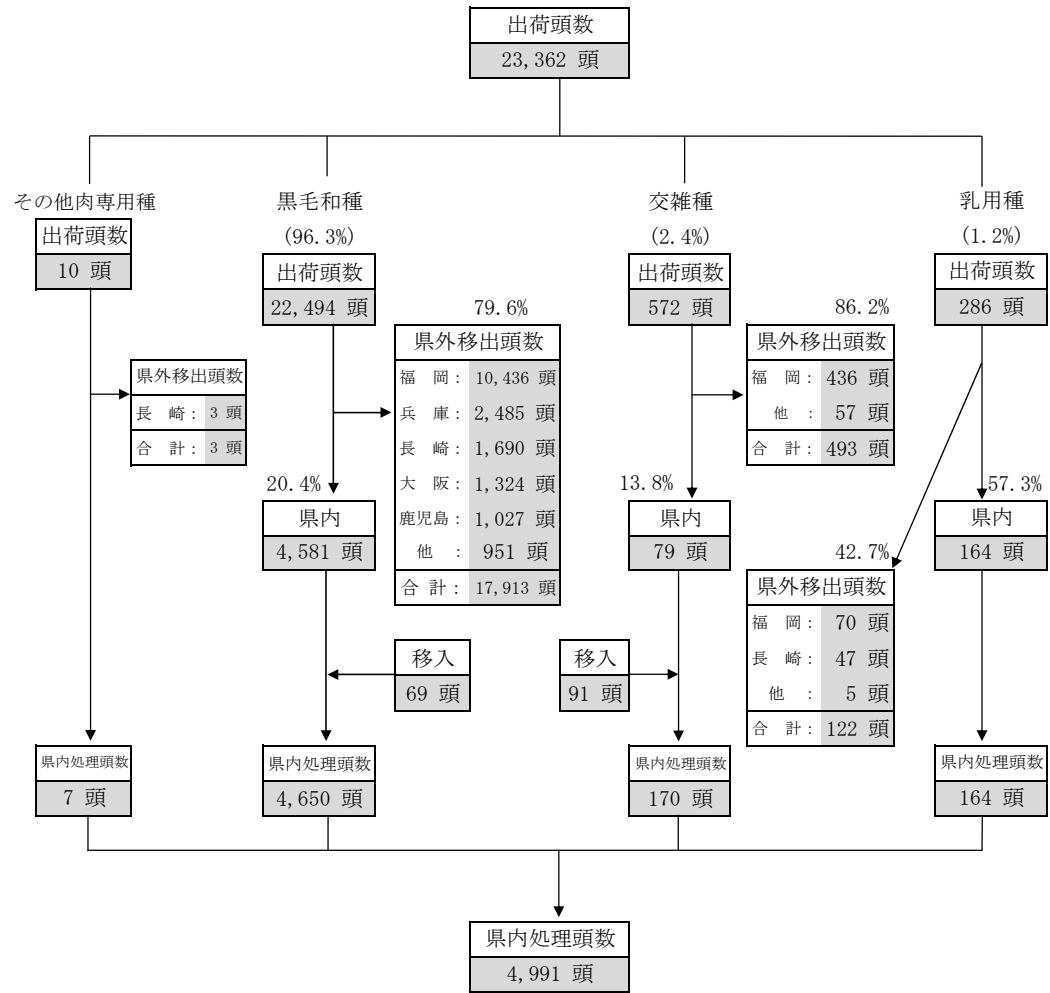 出荷頭数
23,362 頭
その他肉専用種
出荷頭数
10 頭
県外移出頭数
長 崎: 3 頭
合 計: 3 頭
県内処理頭数
7 頭
黒毛和種
(96.3%)
出荷頭数
22,494 頭
79.6%
県外移出頭数
福 岡: 10,436 頭
兵 庫: 2,485 頭
長 崎: 1,690 頭
大 阪: 1,324 頭
鹿児島: 1,027 頭
他 : 951 頭
合 計: 17,913 頭
20.4%
県内
4,581 頭
移入
69 頭
県内処理頭数
4,650 頭
交雑種
(2.4%)
出荷頭数
572 頭
86.2%
県外移出頭数
福 岡: 436 頭
他 : 57 頭
合 計: 493 頭
13.8%
県内
79 頭
移入
91 頭
県内処理頭数
170 頭
乳用種
(1.2%)
出荷頭数
286 頭
57.3%
県内
164 頭
42.7%
県外移出頭数
福 岡: 70 頭
長 崎: 47 頭
他 : 5 頭
合 計: 122 頭
県内処理頭数
164 頭
県内処理頭数
4,991 頭